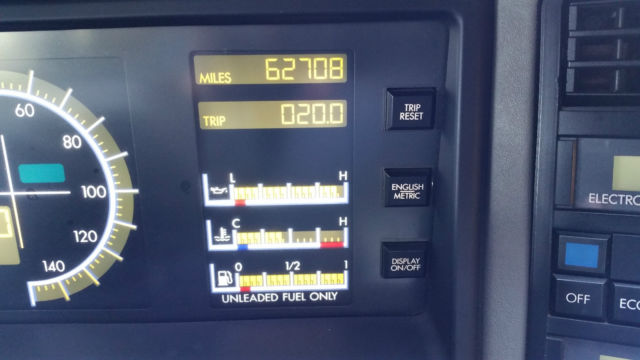 MILES 62708
TRIP 020.0
TRIP
RESET
60
80
100
120
140
L H
ENGLISH
METRIC
C H
DISPLAY
ON/OFF
0 1/2 1
UNLEADED FUEL ONLY
OFF